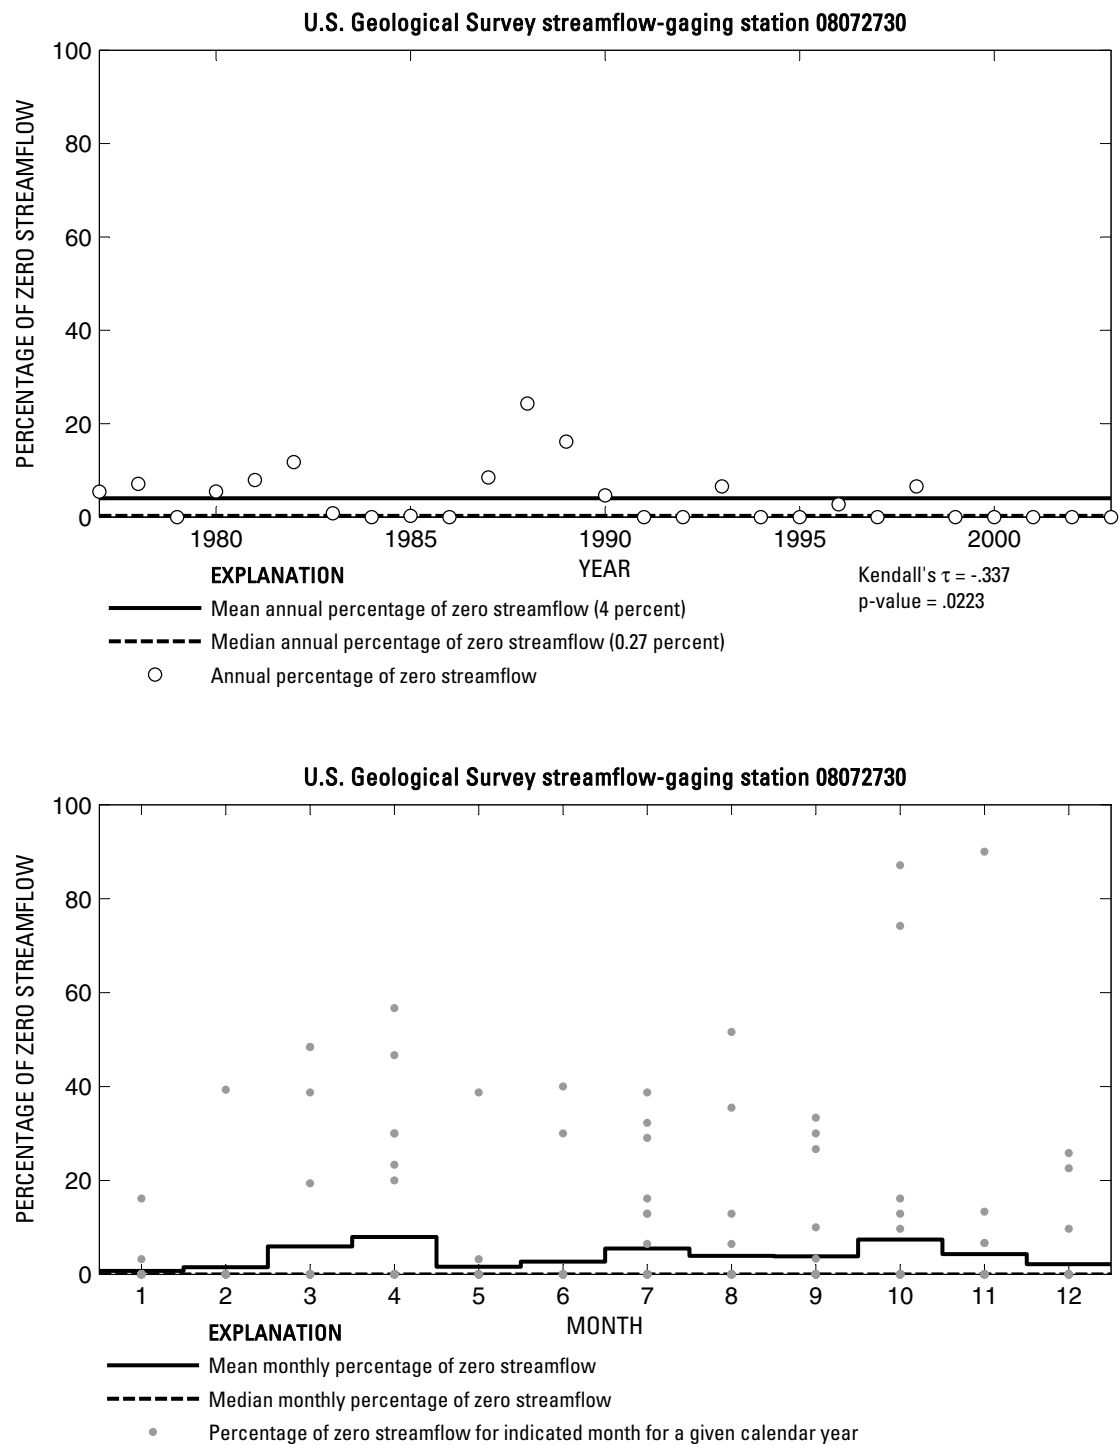 U.S. Geological Survey streamflow-gaging station 08072730
PERCENTAGE OF ZERO STREAMFLOW
100
80
60
40
20
0
1980 1985 1990 1995 2000
YEAR
Kendall's τ = -.337
p-value = .0223
EXPLANATION
Mean annual percentage of zero streamflow (4 percent)
Median annual percentage of zero streamflow (0.27 percent)
Annual percentage of zero streamflow
U.S. Geological Survey streamflow-gaging station 08072730
PERCENTAGE OF ZERO STREAMFLOW
100
80
60
40
20
0
1 2 3 4 5 6 7 8 9 10 11 12
MONTH
EXPLANATION
Mean monthly percentage of zero streamflow
Median monthly percentage of zero streamflow
Percentage of zero streamflow for indicated month for a given calendar year